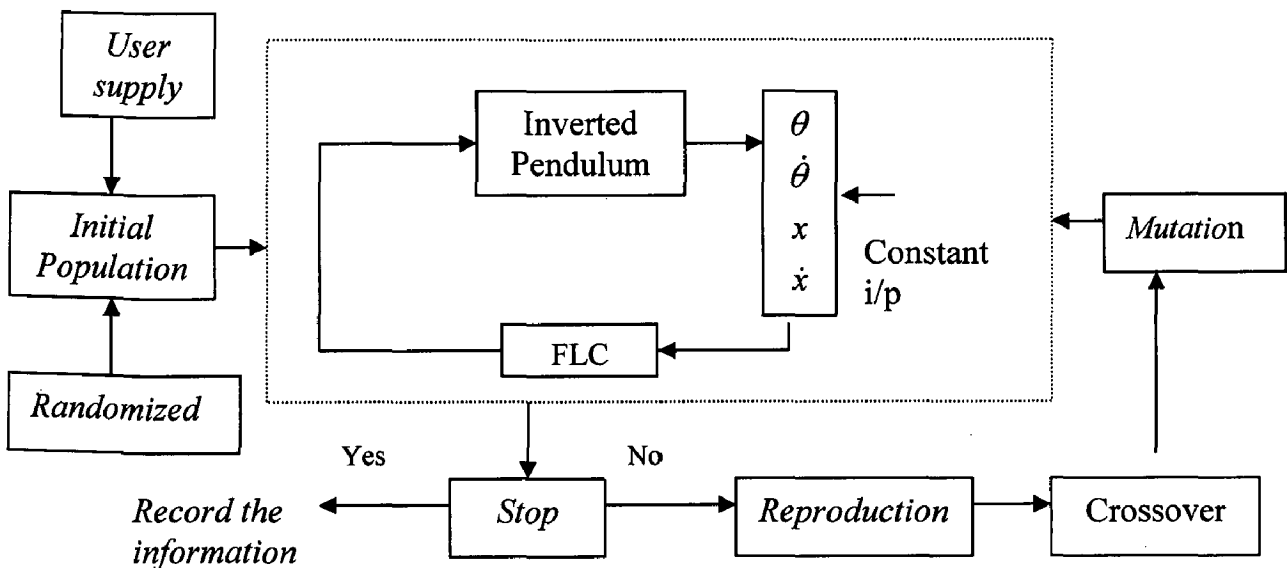 User
supply
Initial
Population
Randomized
Inverted
Pendulum
θ
θ̇
x
ẋ
Constant
i/p
FLC
Mutation
Yes
No
Record the
information
Stop
Reproduction
Crossover